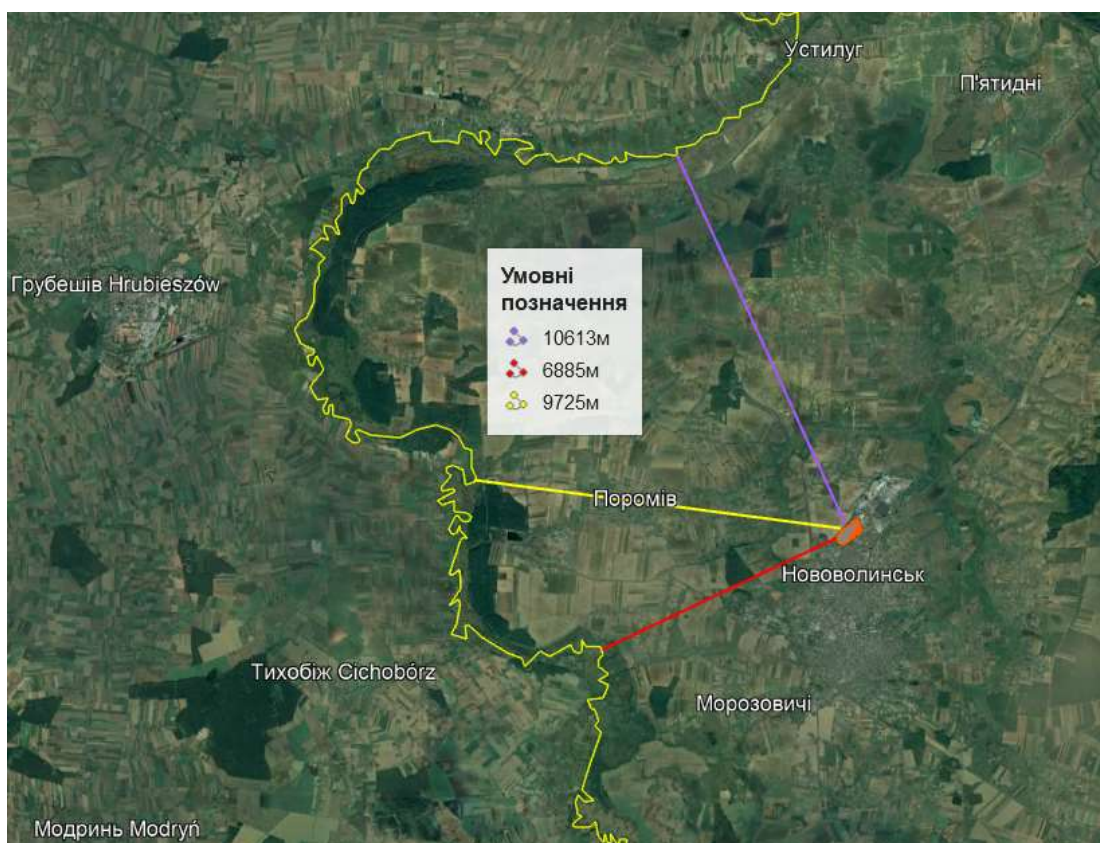 Устилуг
П'ятидні
Грубешів Hrubieszów
Умовні
позначення
10613м
6885м
9725м
Поромів
Нововолинськ
Тихобіж Cichobórz
Морозовичі
Модринь Modryń